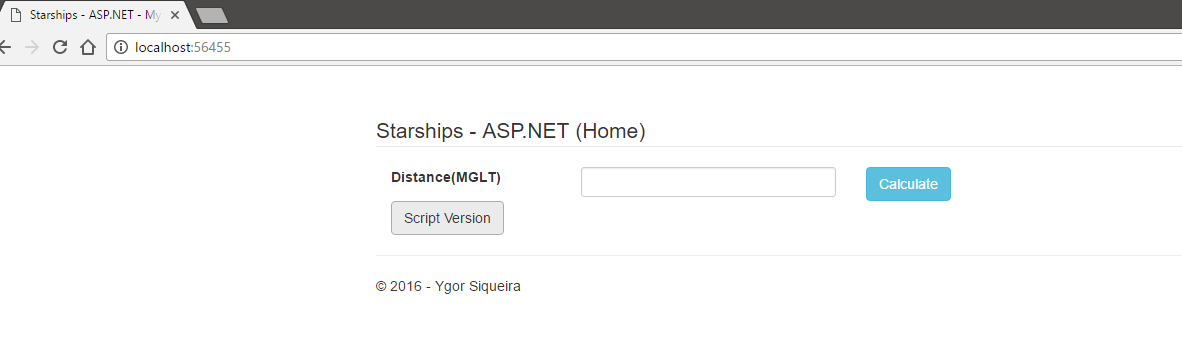 Starships - ASP.NET - My
localhost:56455
Starships - ASP.NET (Home)
Distance(MGLT)
Calculate
Script Version
© 2016 - Ygor Siqueira